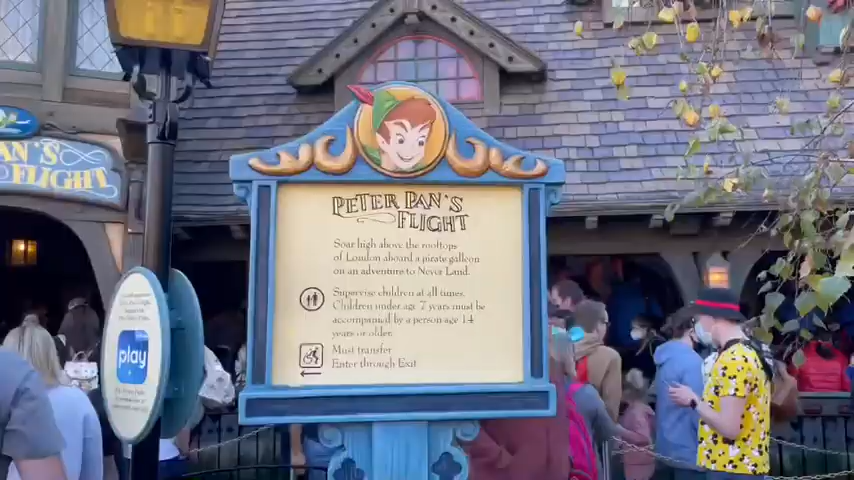 AN'S
FLIGHT
PETER PAN'S
FLIGHT
Soar high above the rooftops
of London aboard a pirate galleon
on an adventure to Never Land.
Supervise children at all times.
Children under age 7 years must be
accompanied by a person age 14
years or older.
Must transfer
Enter through Exit
play